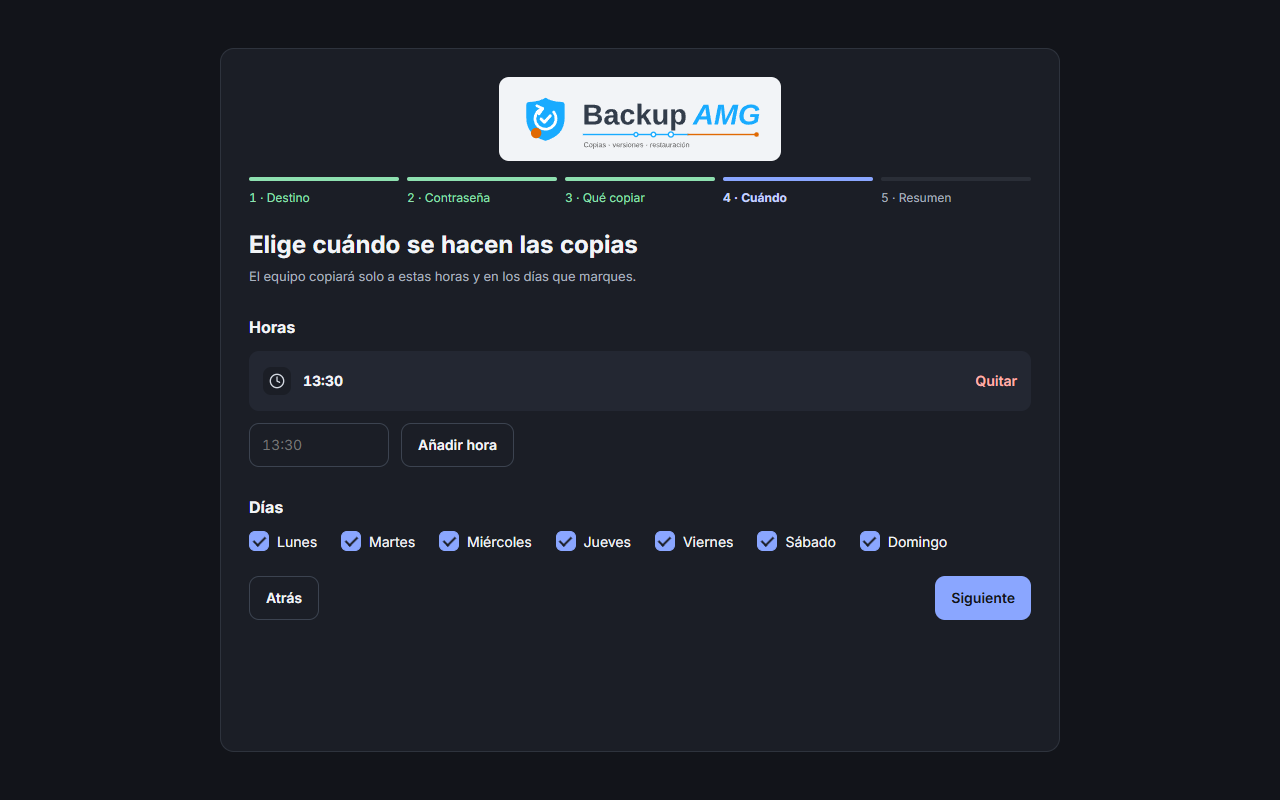 Backup AMG
Copias · versiones · restauración
1 · Destino
2 · Contraseña
3 · Qué copiar
4 · Cuándo
5 · Resumen
Elige cuándo se hacen las copias
El equipo copiará solo a estas horas y en los días que marques.
Horas
13:30 Quitar
13:30 Añadir hora
Días
Lunes Martes Miércoles Jueves Viernes Sábado Domingo
Atrás Siguiente